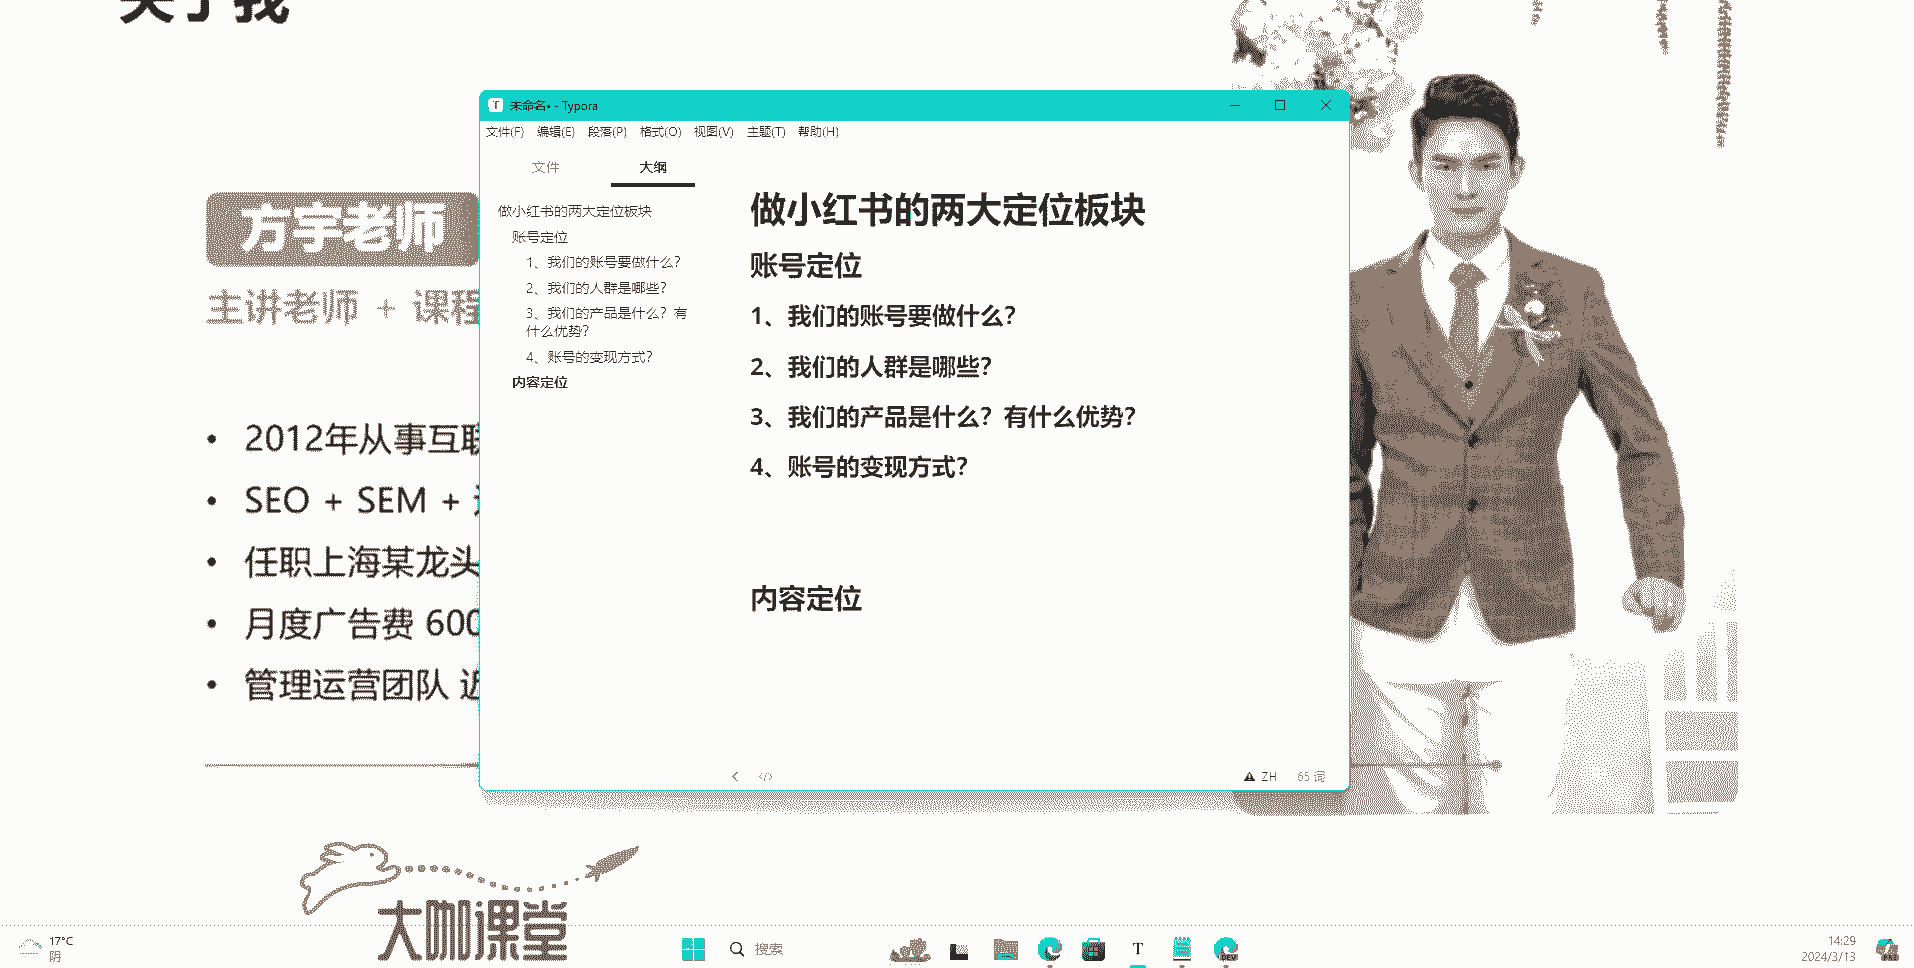 关于我
方宇老师
主讲老师 + 课程
• 2012年从事互联
• SEO + SEM +
• 任职上海某龙头
• 月度广告费 600
• 管理运营团队 近
未命名• - Typora
文件(F) 编辑(E) 段落(P) 格式(O) 视图(V) 主题(T) 帮助(H)
文件 大纲
做小红书的两大定位板块
账号定位
1、我们的账号要做什么？
2、我们的人群是哪些？
3、我们的产品是什么？有
什么优势？
4、账号的变现方式？
内容定位
做小红书的两大定位板块
账号定位
1、我们的账号要做什么？
2、我们的人群是哪些？
3、我们的产品是什么？有什么优势？
4、账号的变现方式？
内容定位
</> ZH 65 词
大咖课堂
17°C
阴
搜索
T
DEV
14:29
2024/3/13
PRE